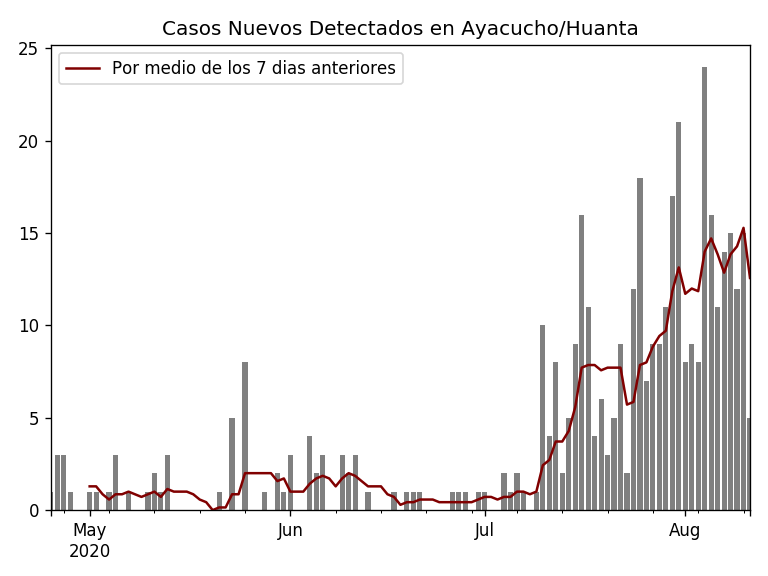 Casos Nuevos Detectados en Ayacucho/Huanta
Por medio de los 7 dias anteriores
25
20
15
10
5
0
May Jun Jul Aug
2020